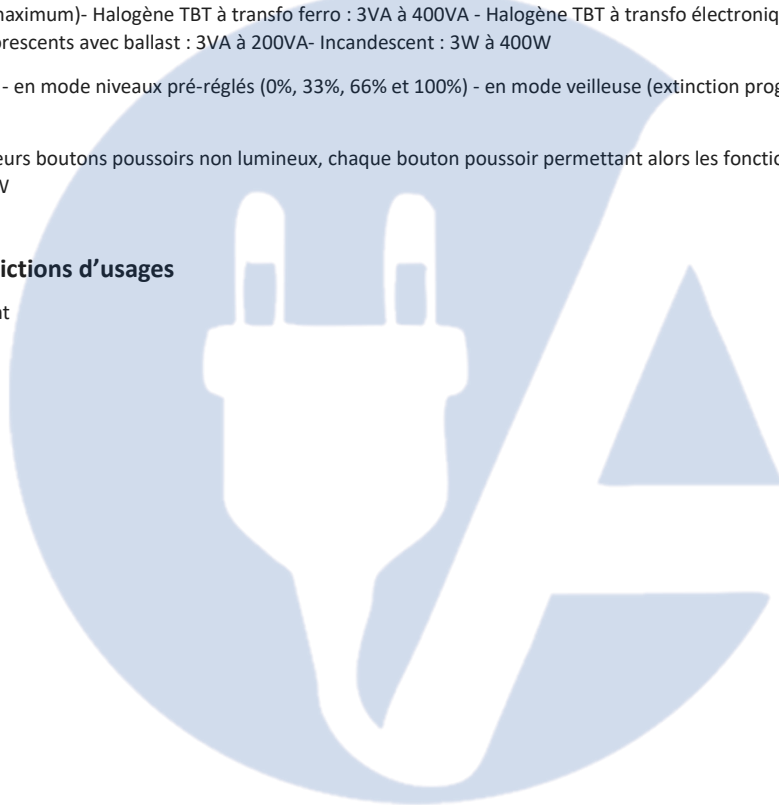 maximum)- Halogène TBT à transfo ferro : 3VA à 400VA - Halogène TBT à transfo électroniq
rescents avec ballast : 3VA à 200VA- Incandescent : 3W à 400W
- en mode niveaux pré-réglés (0%, 33%, 66% et 100%) - en mode veilleuse (extinction prog
eurs boutons poussoirs non lumineux, chaque bouton poussoir permettant alors les fonctio
ictions d’usages